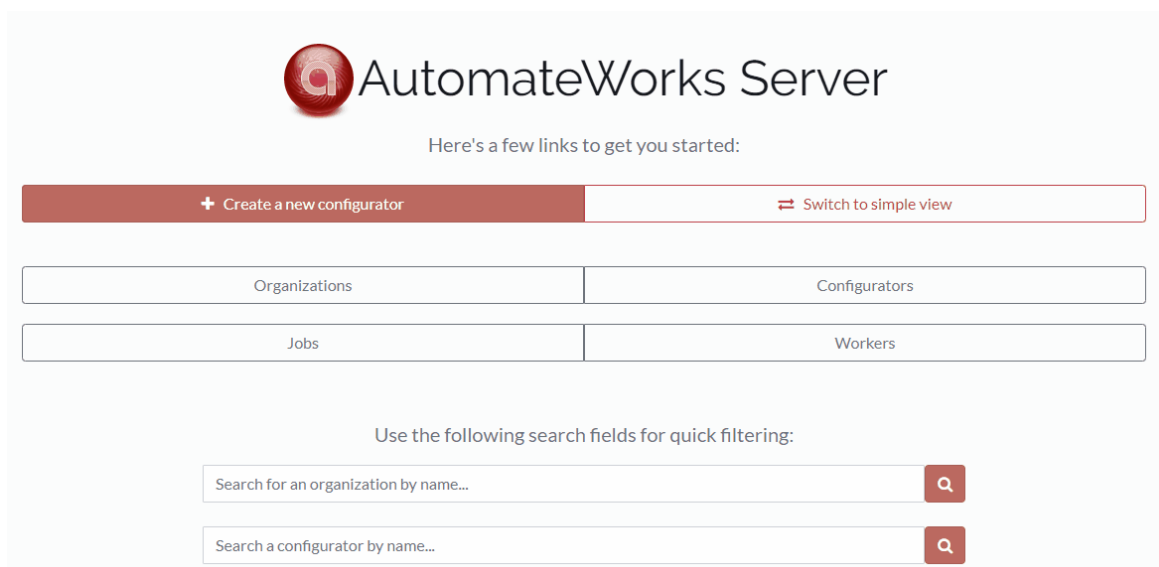 a AutomateWorks Server
Here's a few links to get you started:
Create a new configurator
Switch to simple view
Organizations
Configurators
Jobs
Workers
Use the following search fields for quick filtering:
Search for an organization by name...
Search a configurator by name...